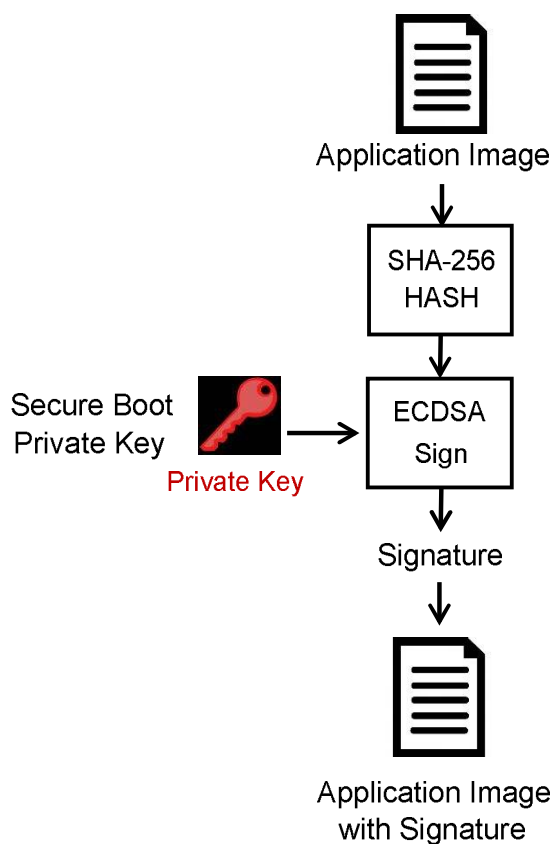 Application Image
SHA-256
HASH
Secure Boot
Private Key
Private Key
ECDSA
Sign
Signature
Application Image
with Signature